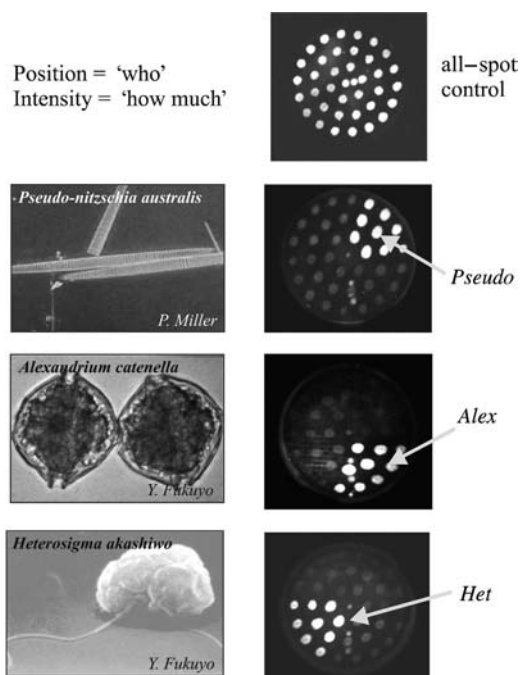 Position = ‘who’
Intensity = ‘how much’
all–spot
control
Pseudo-nitzschia australis
P. Miller
Pseudo
Alexandrium catenella
Y. Fukuyo
Alex
Heterosigma akashiwo
Y. Fukuyo
Het